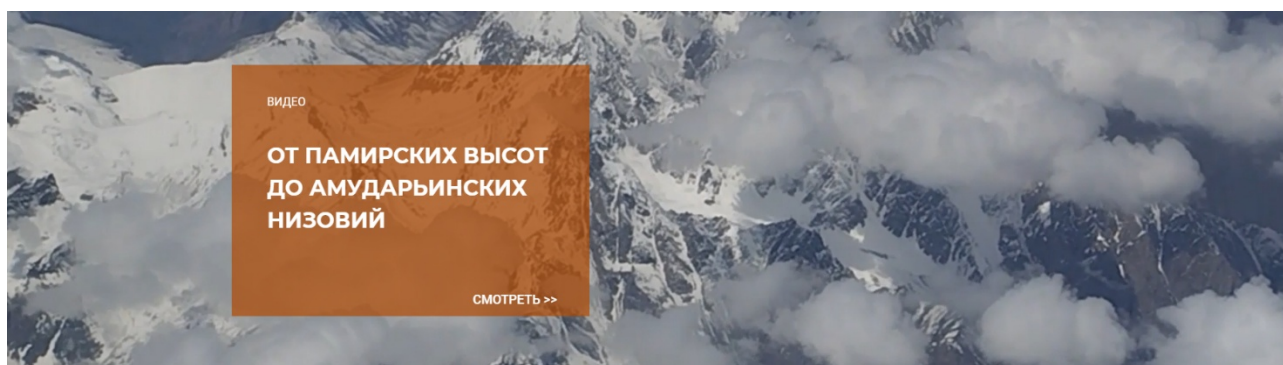 ВИДЕО
ОТ ПАМИРСКИХ ВЫСОТ
ДО АМУДАРЬИНСКИХ
НИЗОВИЙ
СМОТРЕТЬ >>